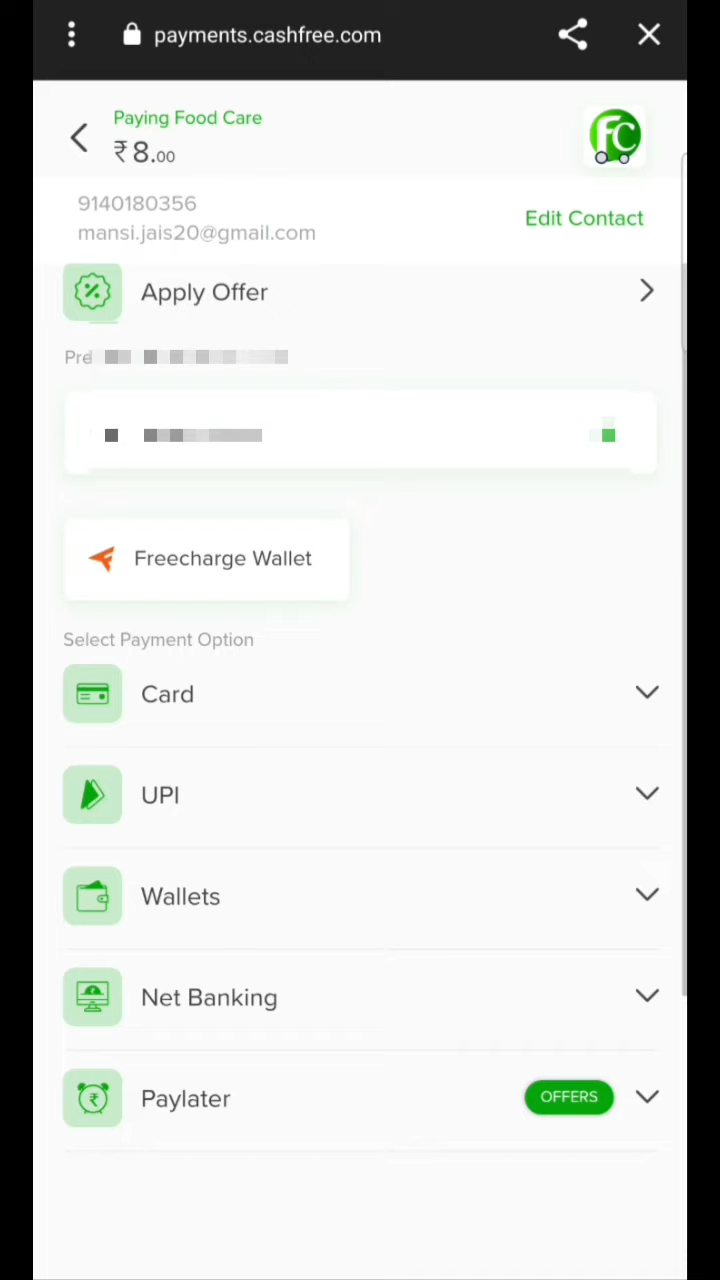 payments.cashfree.com
Paying Food Care
₹8.00
FC
9140180356
mansi.jais20@gmail.com
Edit Contact
Apply Offer
Freecharge Wallet
Select Payment Option
Card
UPI
Wallets
Net Banking
Paylater
OFFERS